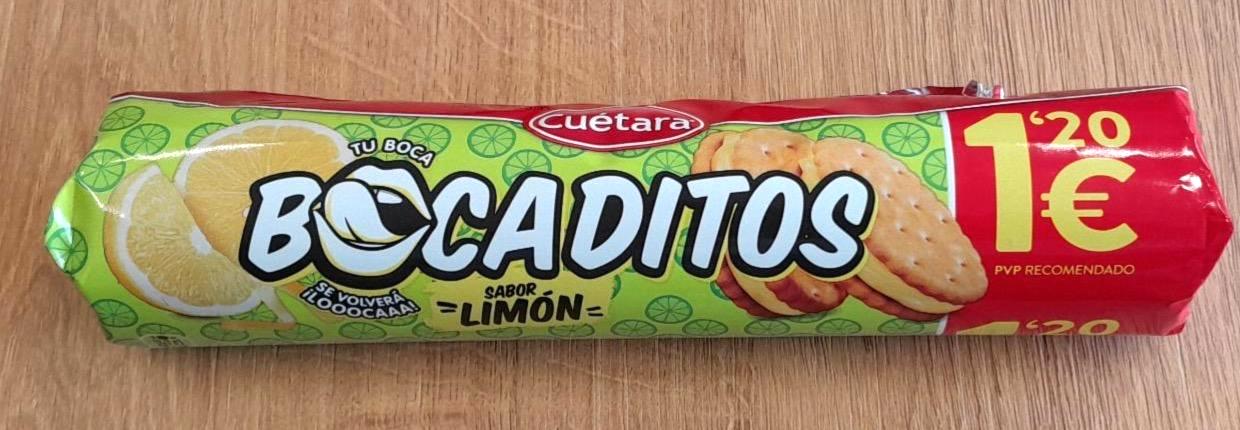 Cuétara
TU BOCA
BOCADITOS
SE VOLVERÁ
¡LOOOCAAA!
SABOR
LIMÓN
1'20
€
PVP RECOMENDADO
1'20